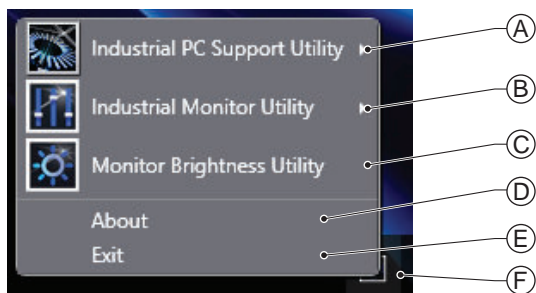 Industrial PC Support Utility
A
Industrial Monitor Utility
B
Monitor Brightness Utility
C
About
D
Exit
E
F